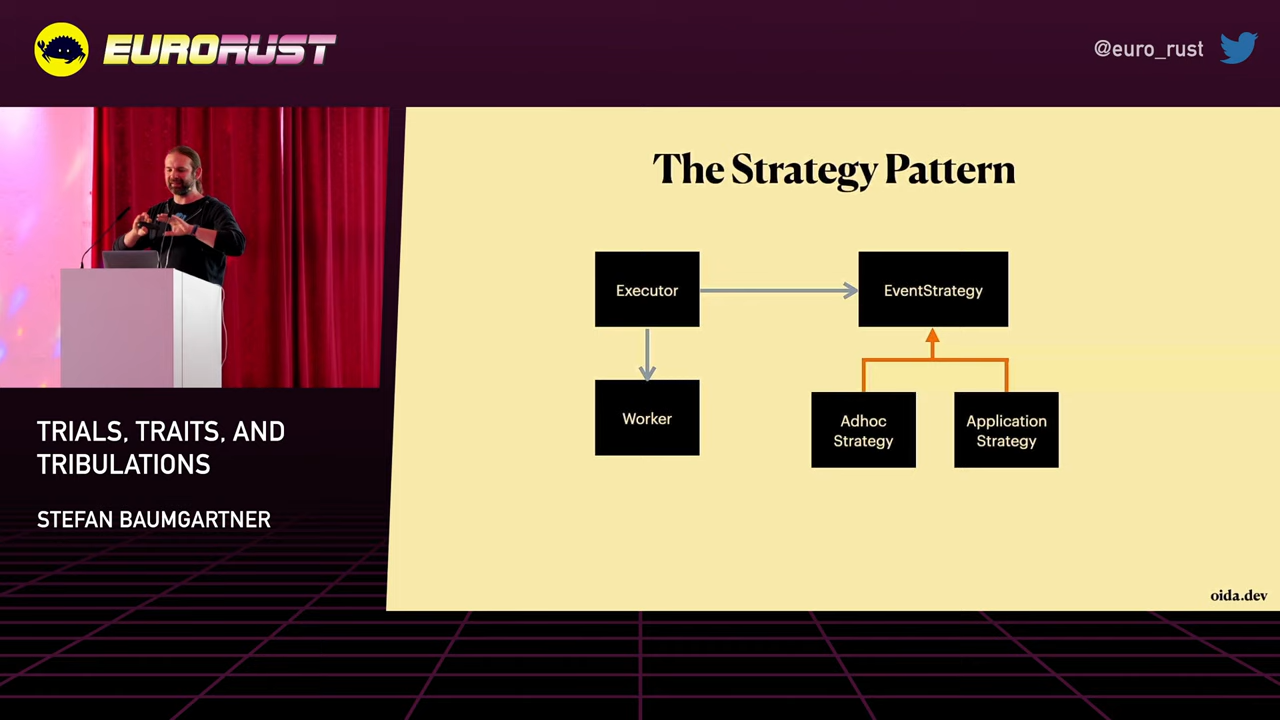 EURORUST
@euro_rust
TRIALS, TRAITS, AND
TRIBULATIONS
STEFAN BAUMGARTNER
The Strategy Pattern
Executor
EventStrategy
Worker
Adhoc
Strategy
Application
Strategy
oida.dev